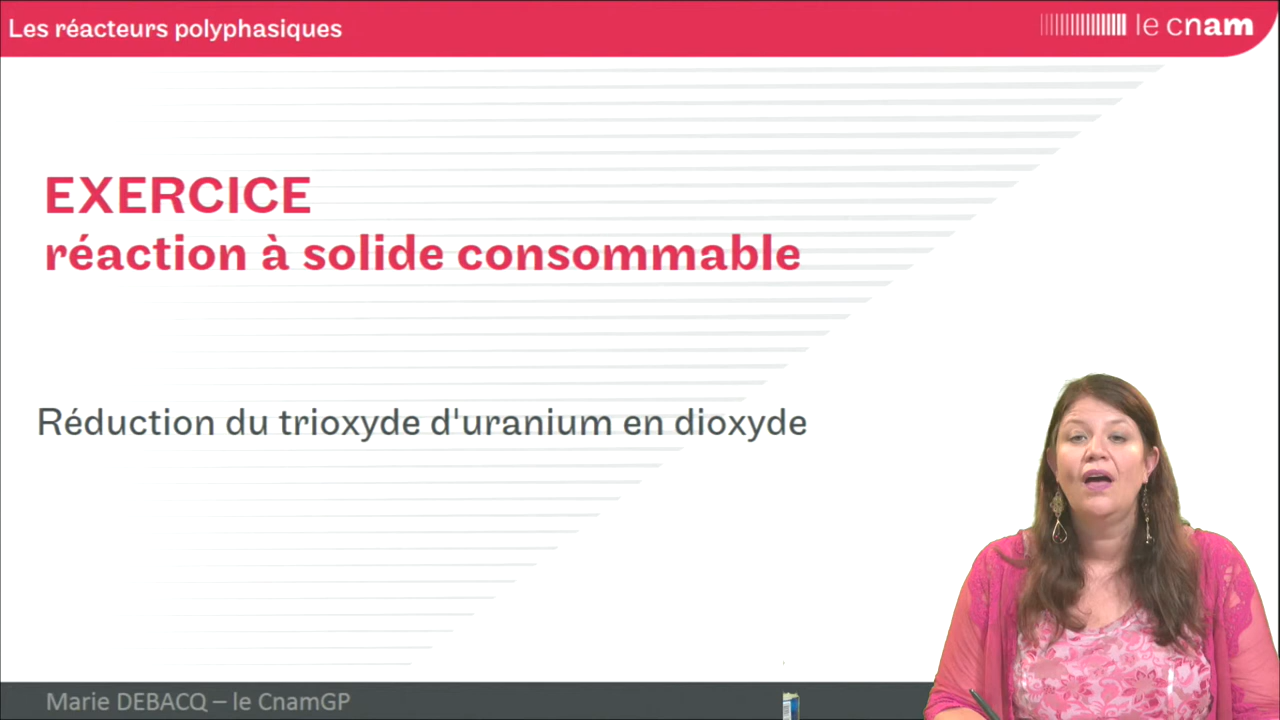 Les réacteurs polyphasiques
le cnam
EXERCICE
réaction à solide consommable
Réduction du trioxyde d'uranium en dioxyde
Marie DEBACQ – le CnamGP